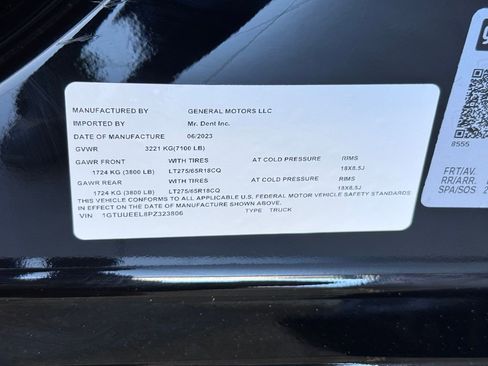 MANUFACTURED BY GENERAL MOTORS LLC
IMPORTED BY Mr. Dent Inc.
DATE OF MANUFACTURE 06/2023
GVWR 3221 KG(7100 LB)
GAWR FRONT WITH TIRES AT COLD PRESSURE RIMS
1724 KG (3800 LB) LT275/65R18CQ 18X8.5J
GAWR REAR WITH TIRES AT COLD PRESSURE RIMS
1724 KG (3800 LB) LT275/65R18CQ 18X8.5J
THIS VEHICLE CONFORMS TO ALL APPLICABLE U.S. FEDERAL MOTOR VEHICLE SAFETY STANDARDS
IN EFFECT ON THE DATE OF MANUFACTURE SHOWN ABOVE.
VIN 1GTUUEEL8PZ323806 TYPE TRUCK
8555
FRT/AV.
RR/ARR.
SPA/SOS 2